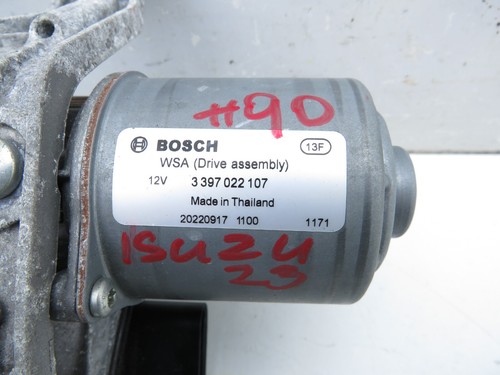 #90
BOSCH 13F
WSA (Drive assembly)
12V 3 397 022 107
Made in Thailand
20220917 1100 1171
ISUZU
23